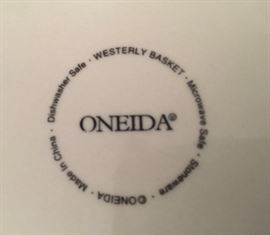 · WESTERLY BASKET · Microwave Safe · Stoneware · ©ONEIDA · Made in China · Dishwasher Safe
ONEIDA®